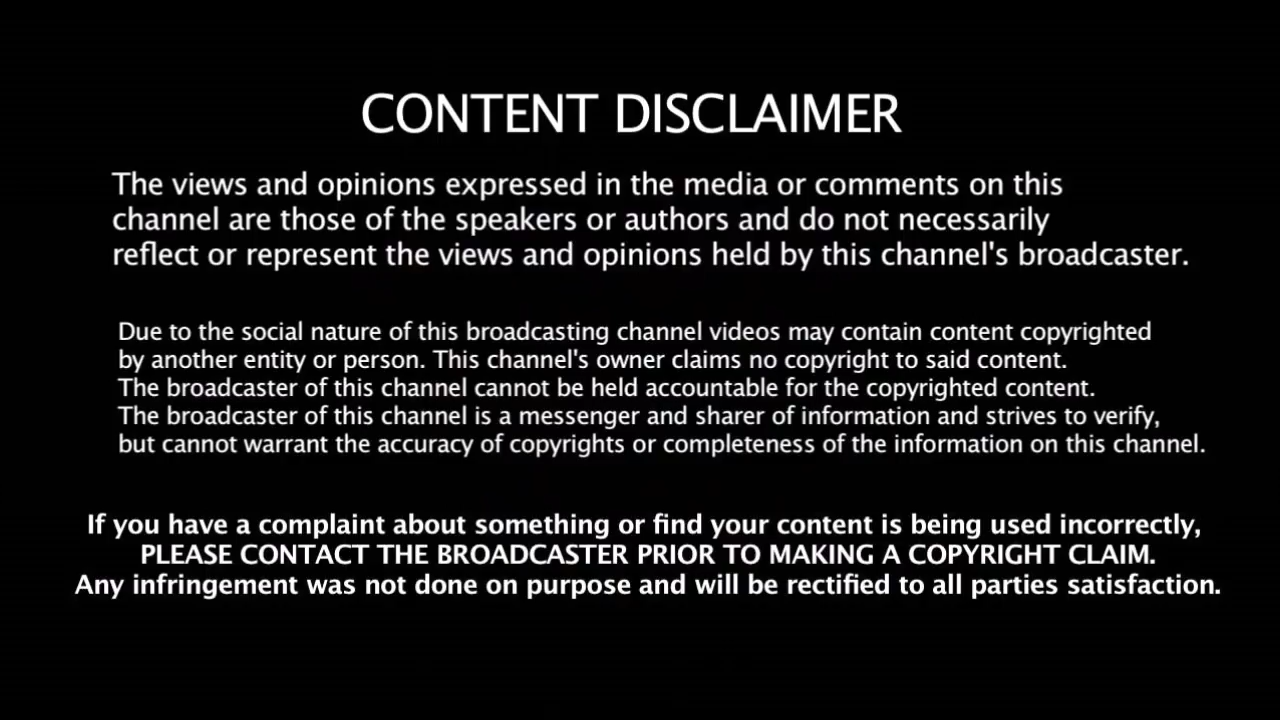 CONTENT DISCLAIMER
The views and opinions expressed in the media or comments on this
channel are those of the speakers or authors and do not necessarily
reflect or represent the views and opinions held by this channel's broadcaster.
Due to the social nature of this broadcasting channel videos may contain content copyrighted
by another entity or person. This channel's owner claims no copyright to said content.
The broadcaster of this channel cannot be held accountable for the copyrighted content.
The broadcaster of this channel is a messenger and sharer of information and strives to verify,
but cannot warrant the accuracy of copyrights or completeness of the information on this channel.
If you have a complaint about something or find your content is being used incorrectly,
PLEASE CONTACT THE BROADCASTER PRIOR TO MAKING A COPYRIGHT CLAIM.
Any infringement was not done on purpose and will be rectified to all parties satisfaction.